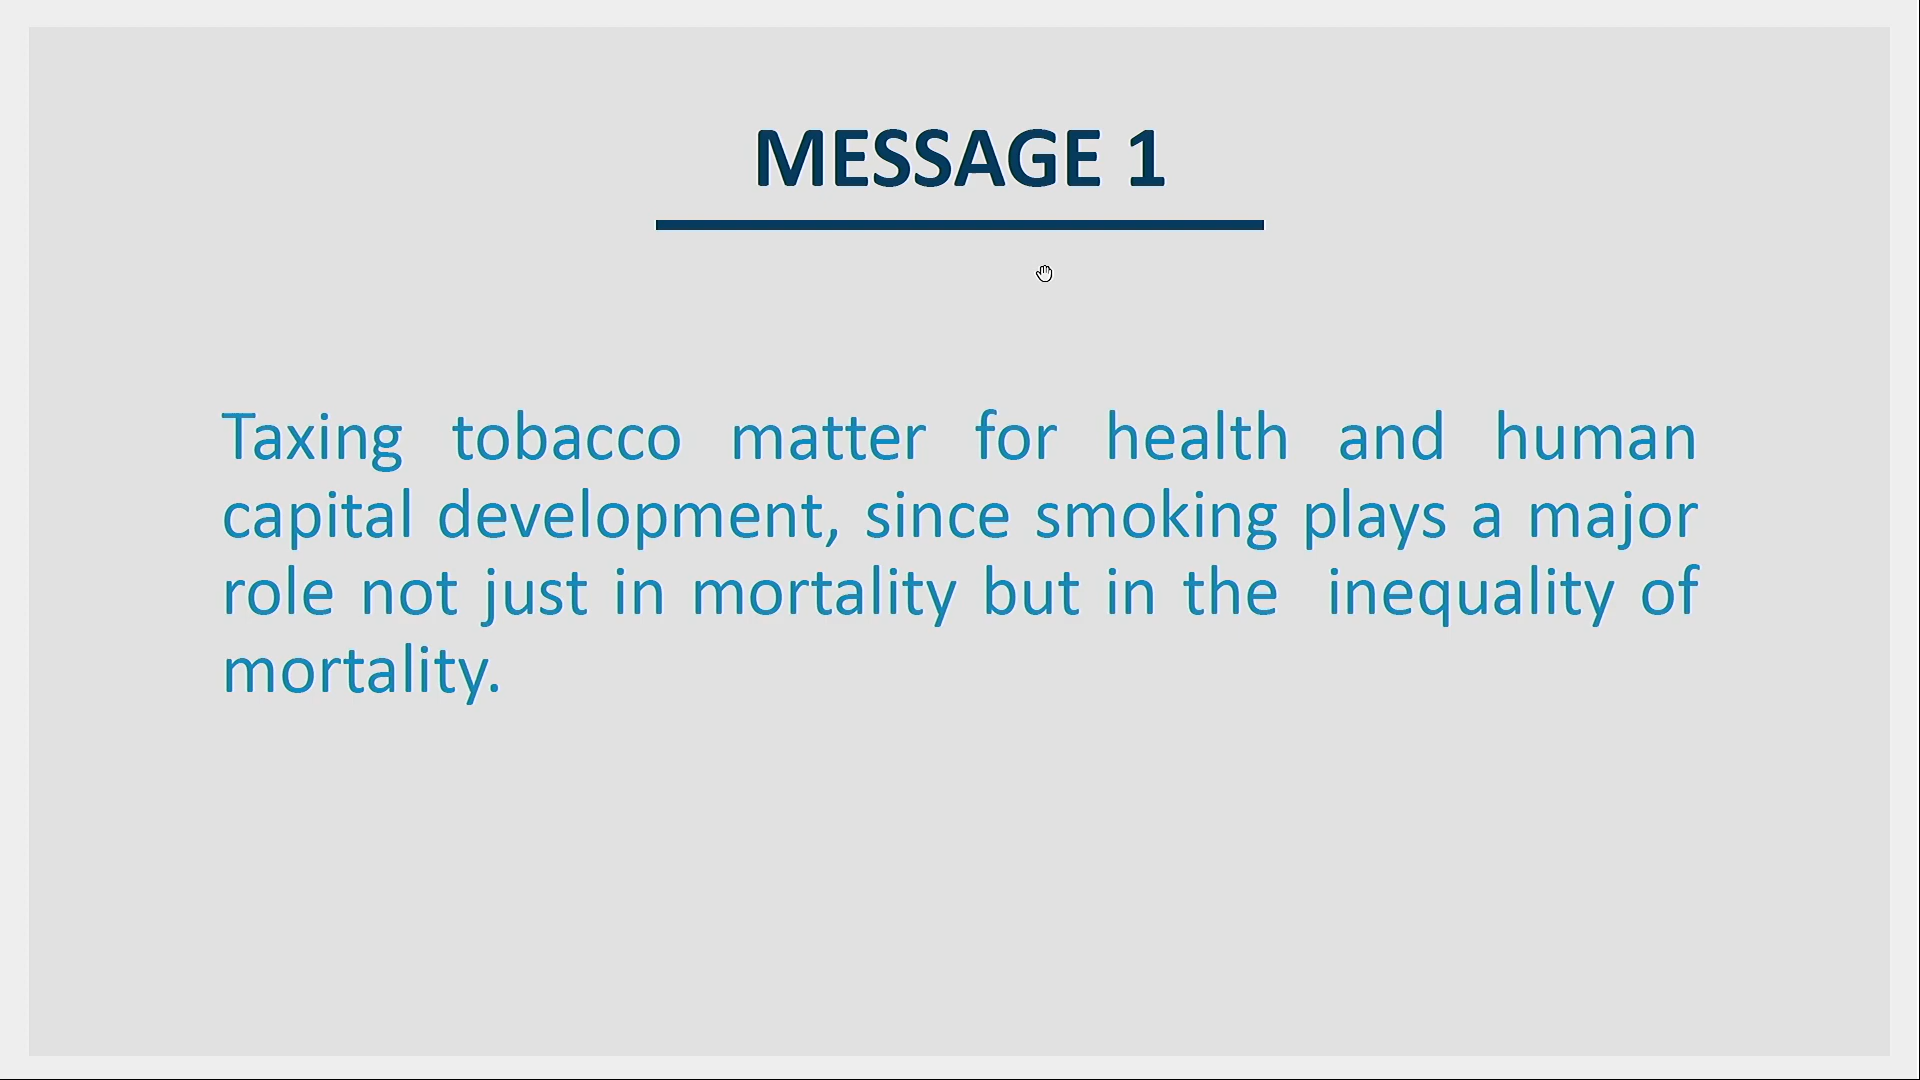 MESSAGE 1
Taxing tobacco matter for health and human
capital development, since smoking plays a major
role not just in mortality but in the inequality of
mortality.